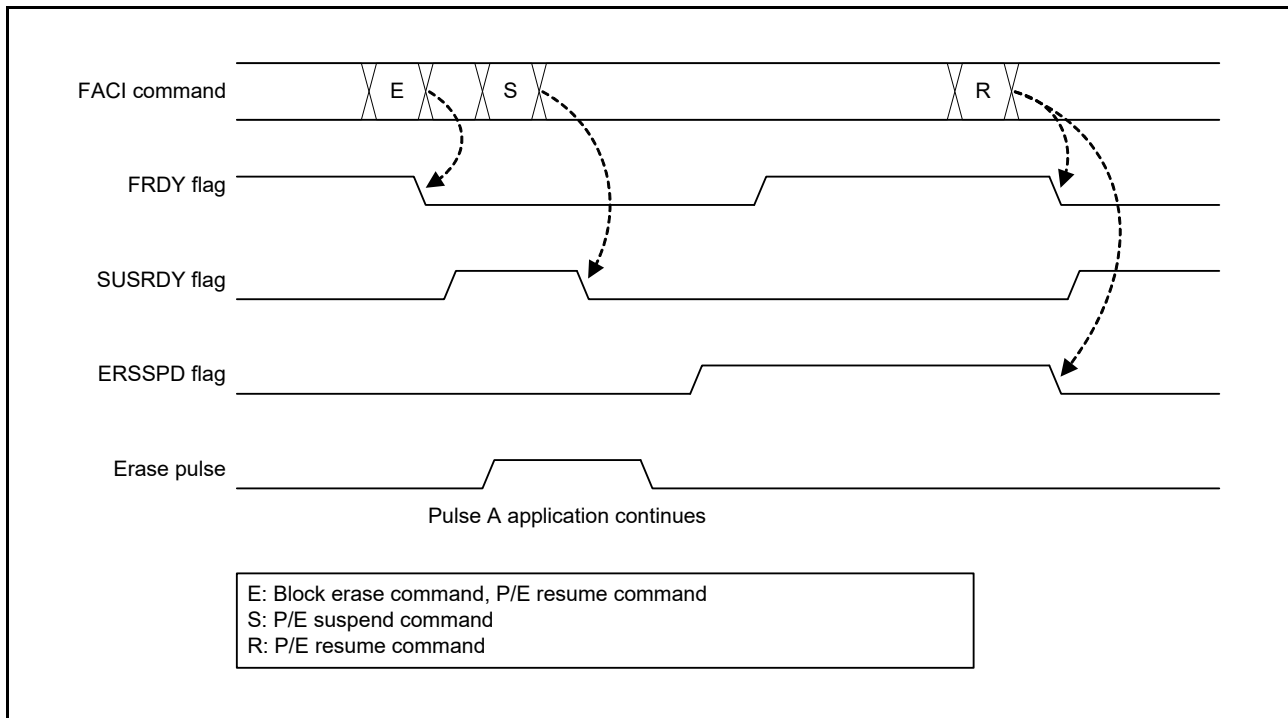 FACI command
E
S
R
FRDY flag
SUSRDY flag
ERSSPD flag
Erase pulse
Pulse A application continues
E: Block erase command, P/E resume command
S: P/E suspend command
R: P/E resume command